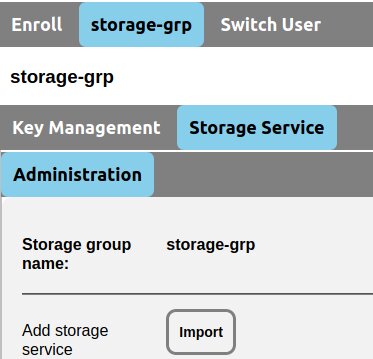 Enroll storage-grp Switch User
storage-grp
Key Management Storage Service
Administration
Storage group storage-grp
name:
Add storage Import
service